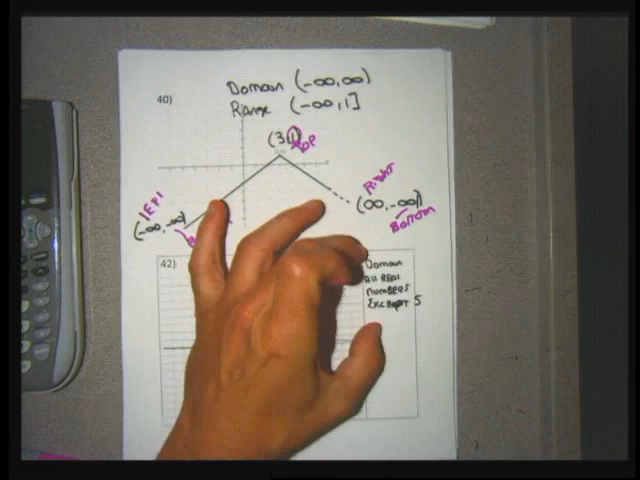 40)
Domain (-∞,∞)
Range (-∞,1]
(3,1)
TOP
Right
(∞,-∞)
Bottom
LEFT
(-∞,-∞)
42)
Domain
All Real
Numbers
Except 5